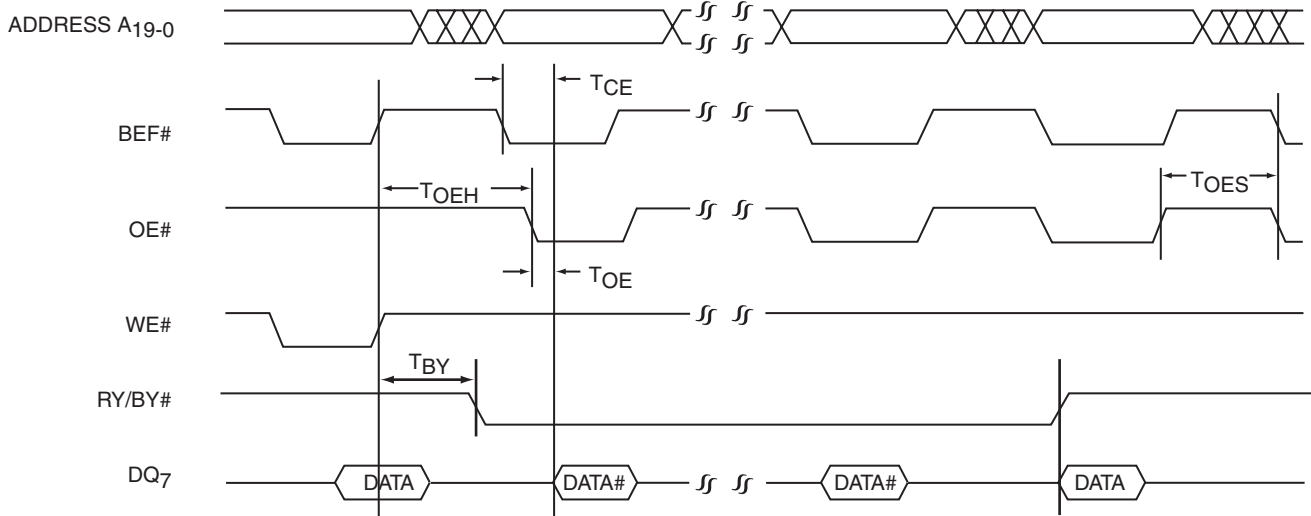 ADDRESS A19-0
TCE
BEF#
TOEH
TOES
OE#
TOE
WE#
TBY
RY/BY#
DQ7
DATA
DATA#
DATA#
DATA